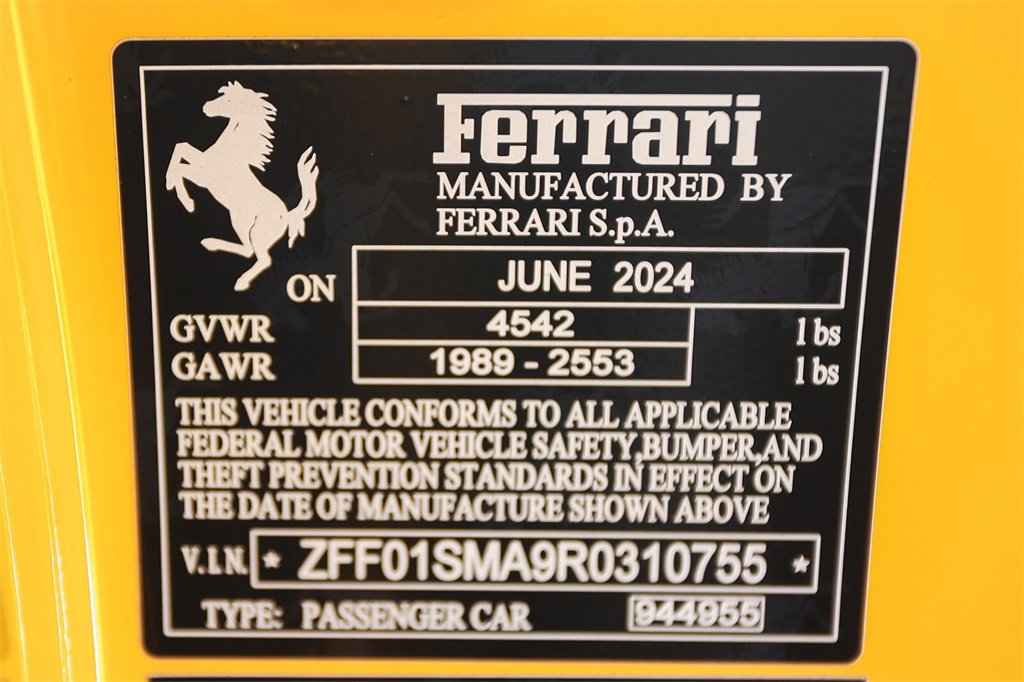 Ferrari
MANUFACTURED BY
FERRARI S.p.A.
ON JUNE 2024
GVWR 4542 lbs
GAWR 1989 - 2553 lbs
THIS VEHICLE CONFORMS TO ALL APPLICABLE
FEDERAL MOTOR VEHICLE SAFETY,BUMPER,AND
THEFT PREVENTION STANDARDS IN EFFECT ON
THE DATE OF MANUFACTURE SHOWN ABOVE
V.I.N. * ZFF01SMA9R0310755 *
TYPE: PASSENGER CAR 944955